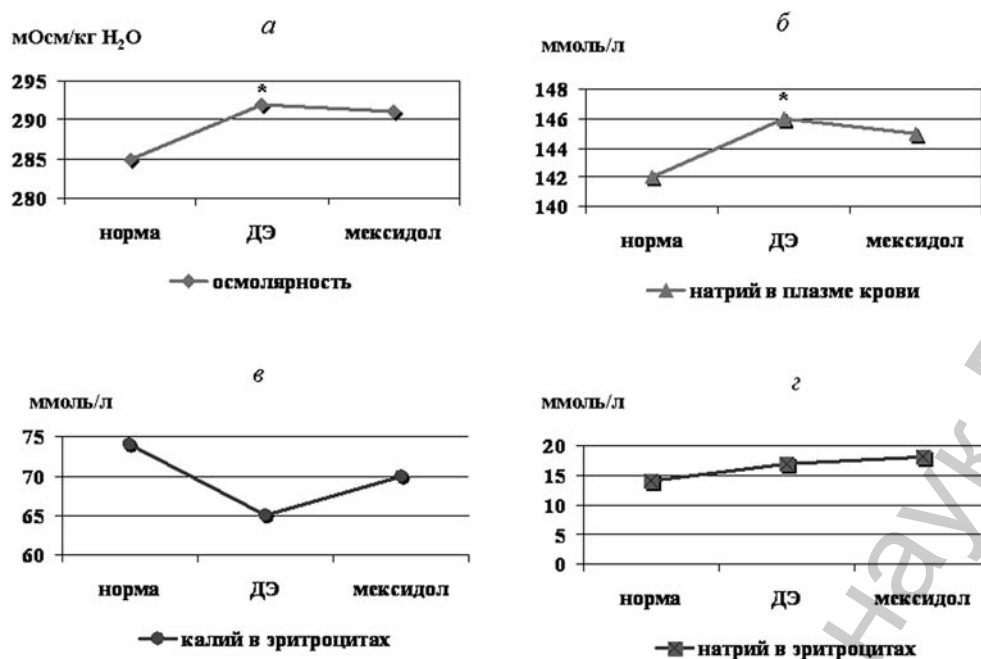 а
мОсм/кг H₂O
295
290
285
280
*
норма ДЭ мексидол
осмолярность
б
ммоль/л
148
146
144
142
140
*
норма ДЭ мексидол
натрий в плазме крови
в
ммоль/л
75
70
65
60
норма ДЭ мексидол
калий в эритроцитах
г
ммоль/л
20
15
10
5
0
норма ДЭ мексидол
натрий в эритроцитах
наук